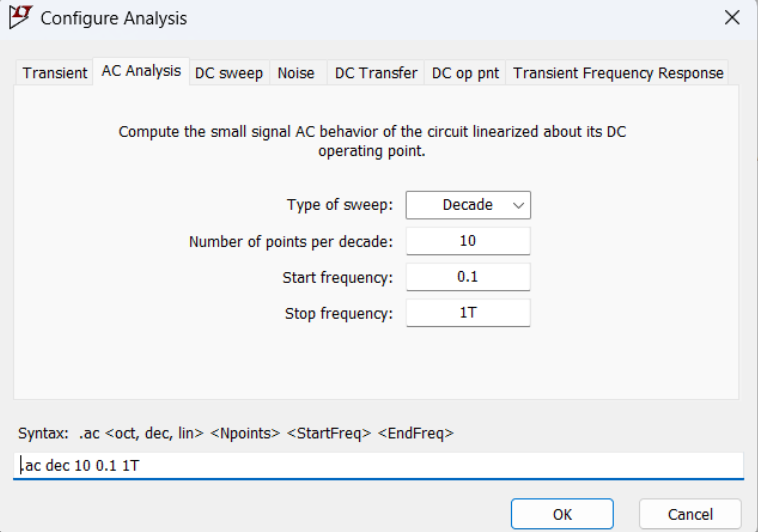 Configure Analysis
Transient AC Analysis DC sweep Noise DC Transfer DC op pnt Transient Frequency Response
Compute the small signal AC behavior of the circuit linearized about its DC
operating point.
Type of sweep: Decade
Number of points per decade: 10
Start frequency: 0.1
Stop frequency: 1T
Syntax: .ac <oct, dec, lin> <Npoints> <StartFreq> <EndFreq>
.ac dec 10 0.1 1T
OK Cancel